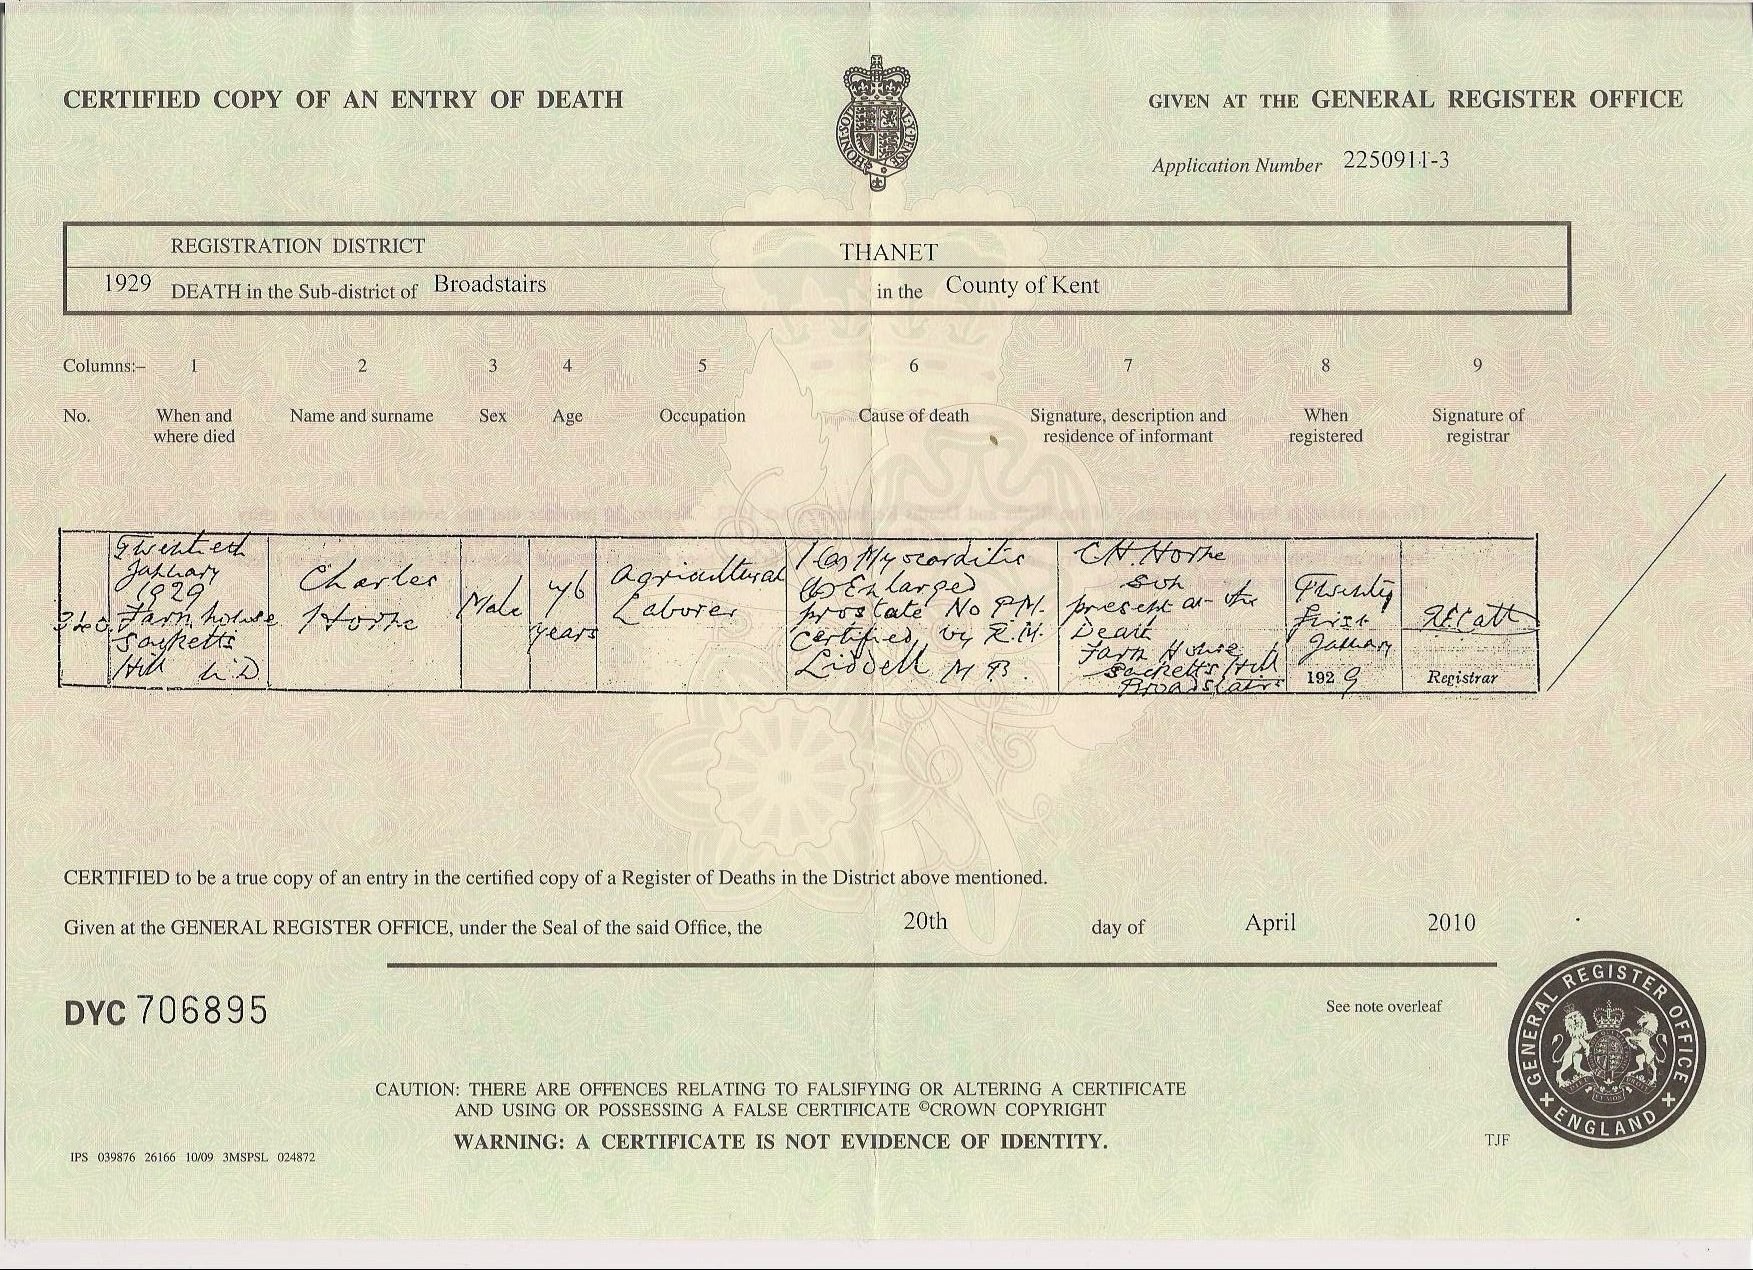 CERTIFIED COPY OF AN ENTRY OF DEATH
GIVEN AT THE GENERAL REGISTER OFFICE
HONI SOIT Y PENSE
Application Number 2250911-3
REGISTRATION DISTRICT THANET
1929 DEATH in the Sub-district of Broadstairs in the County of Kent
Columns:– 1 2 3 4 5 6 7 8 9
No. When and where died
Name and surname
Sex
Age
Occupation
Cause of death
Signature, description and
residence of informant
When
registered
Signature of
registrar
340.
Twentieth
January
1929
Farn house
Sacketts
Hill U.D
Charles
Horne
Male
76
years
Agricultural
Laborer
I (a) Myocarditis
(b) Enlarged
prostate No P.M.
Certified by R.M.
Liddell M B.
C H. Horne
Son
present at the
Death
Farn House
Sacketts Hill
Broadstairs
Twenty
first
January
1929
Registrar
CERTIFIED to be a true copy of an entry in the certified copy of a Register of Deaths in the District above mentioned.
Given at the GENERAL REGISTER OFFICE, under the Seal of the said Office, the 20th day of April 2010
DYC 706895
See note overleaf
GENERAL REGISTER OFFICE
ENGLAND
CAUTION: THERE ARE OFFENCES RELATING TO FALSIFYING OR ALTERING A CERTIFICATE
AND USING OR POSSESSING A FALSE CERTIFICATE ©CROWN COPYRIGHT
WARNING: A CERTIFICATE IS NOT EVIDENCE OF IDENTITY.
TJF
IPS 039876 26166 10/09 3MSPSL 024872